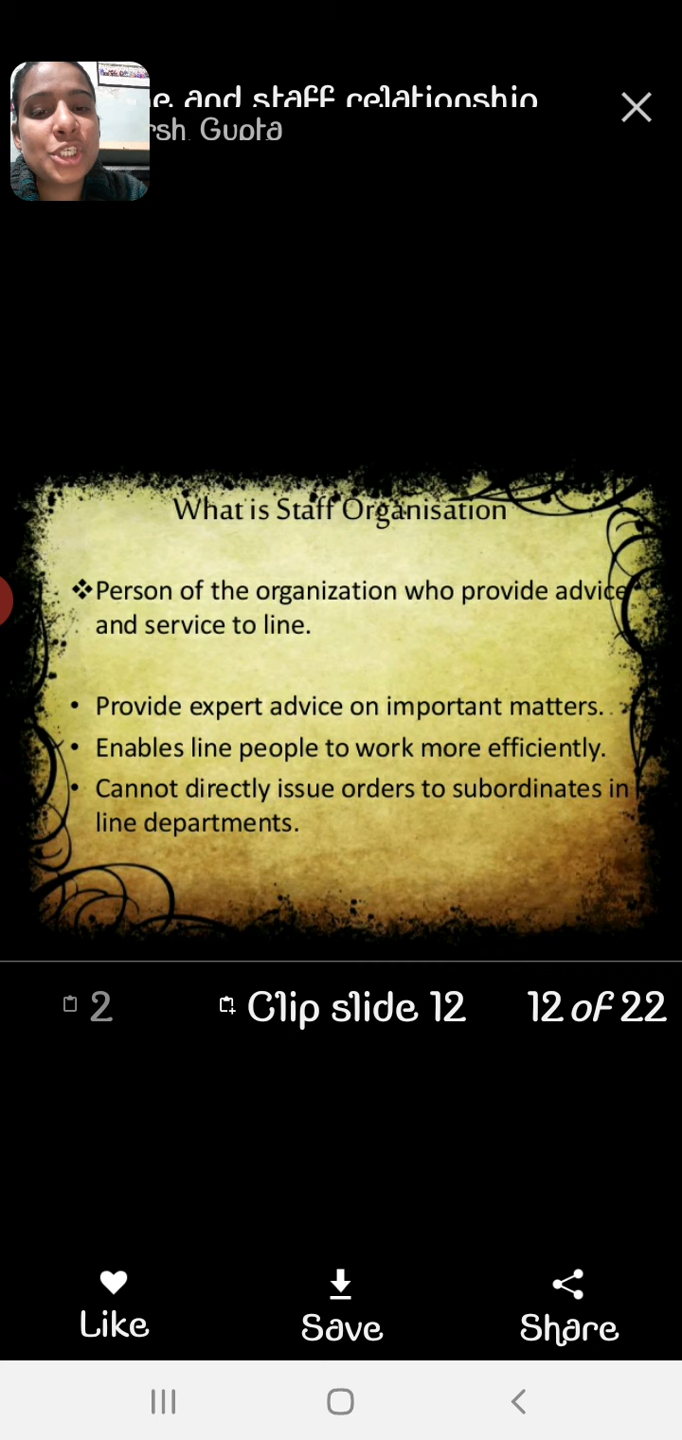 and staff relationship
Gupta
What is Staff Organisation
❖Person of the organization who provide advice
and service to line.
• Provide expert advice on important matters.
• Enables line people to work more efficiently.
• Cannot directly issue orders to subordinates in
line departments.
2 Clip slide 12 12 of 22
Like Save Share